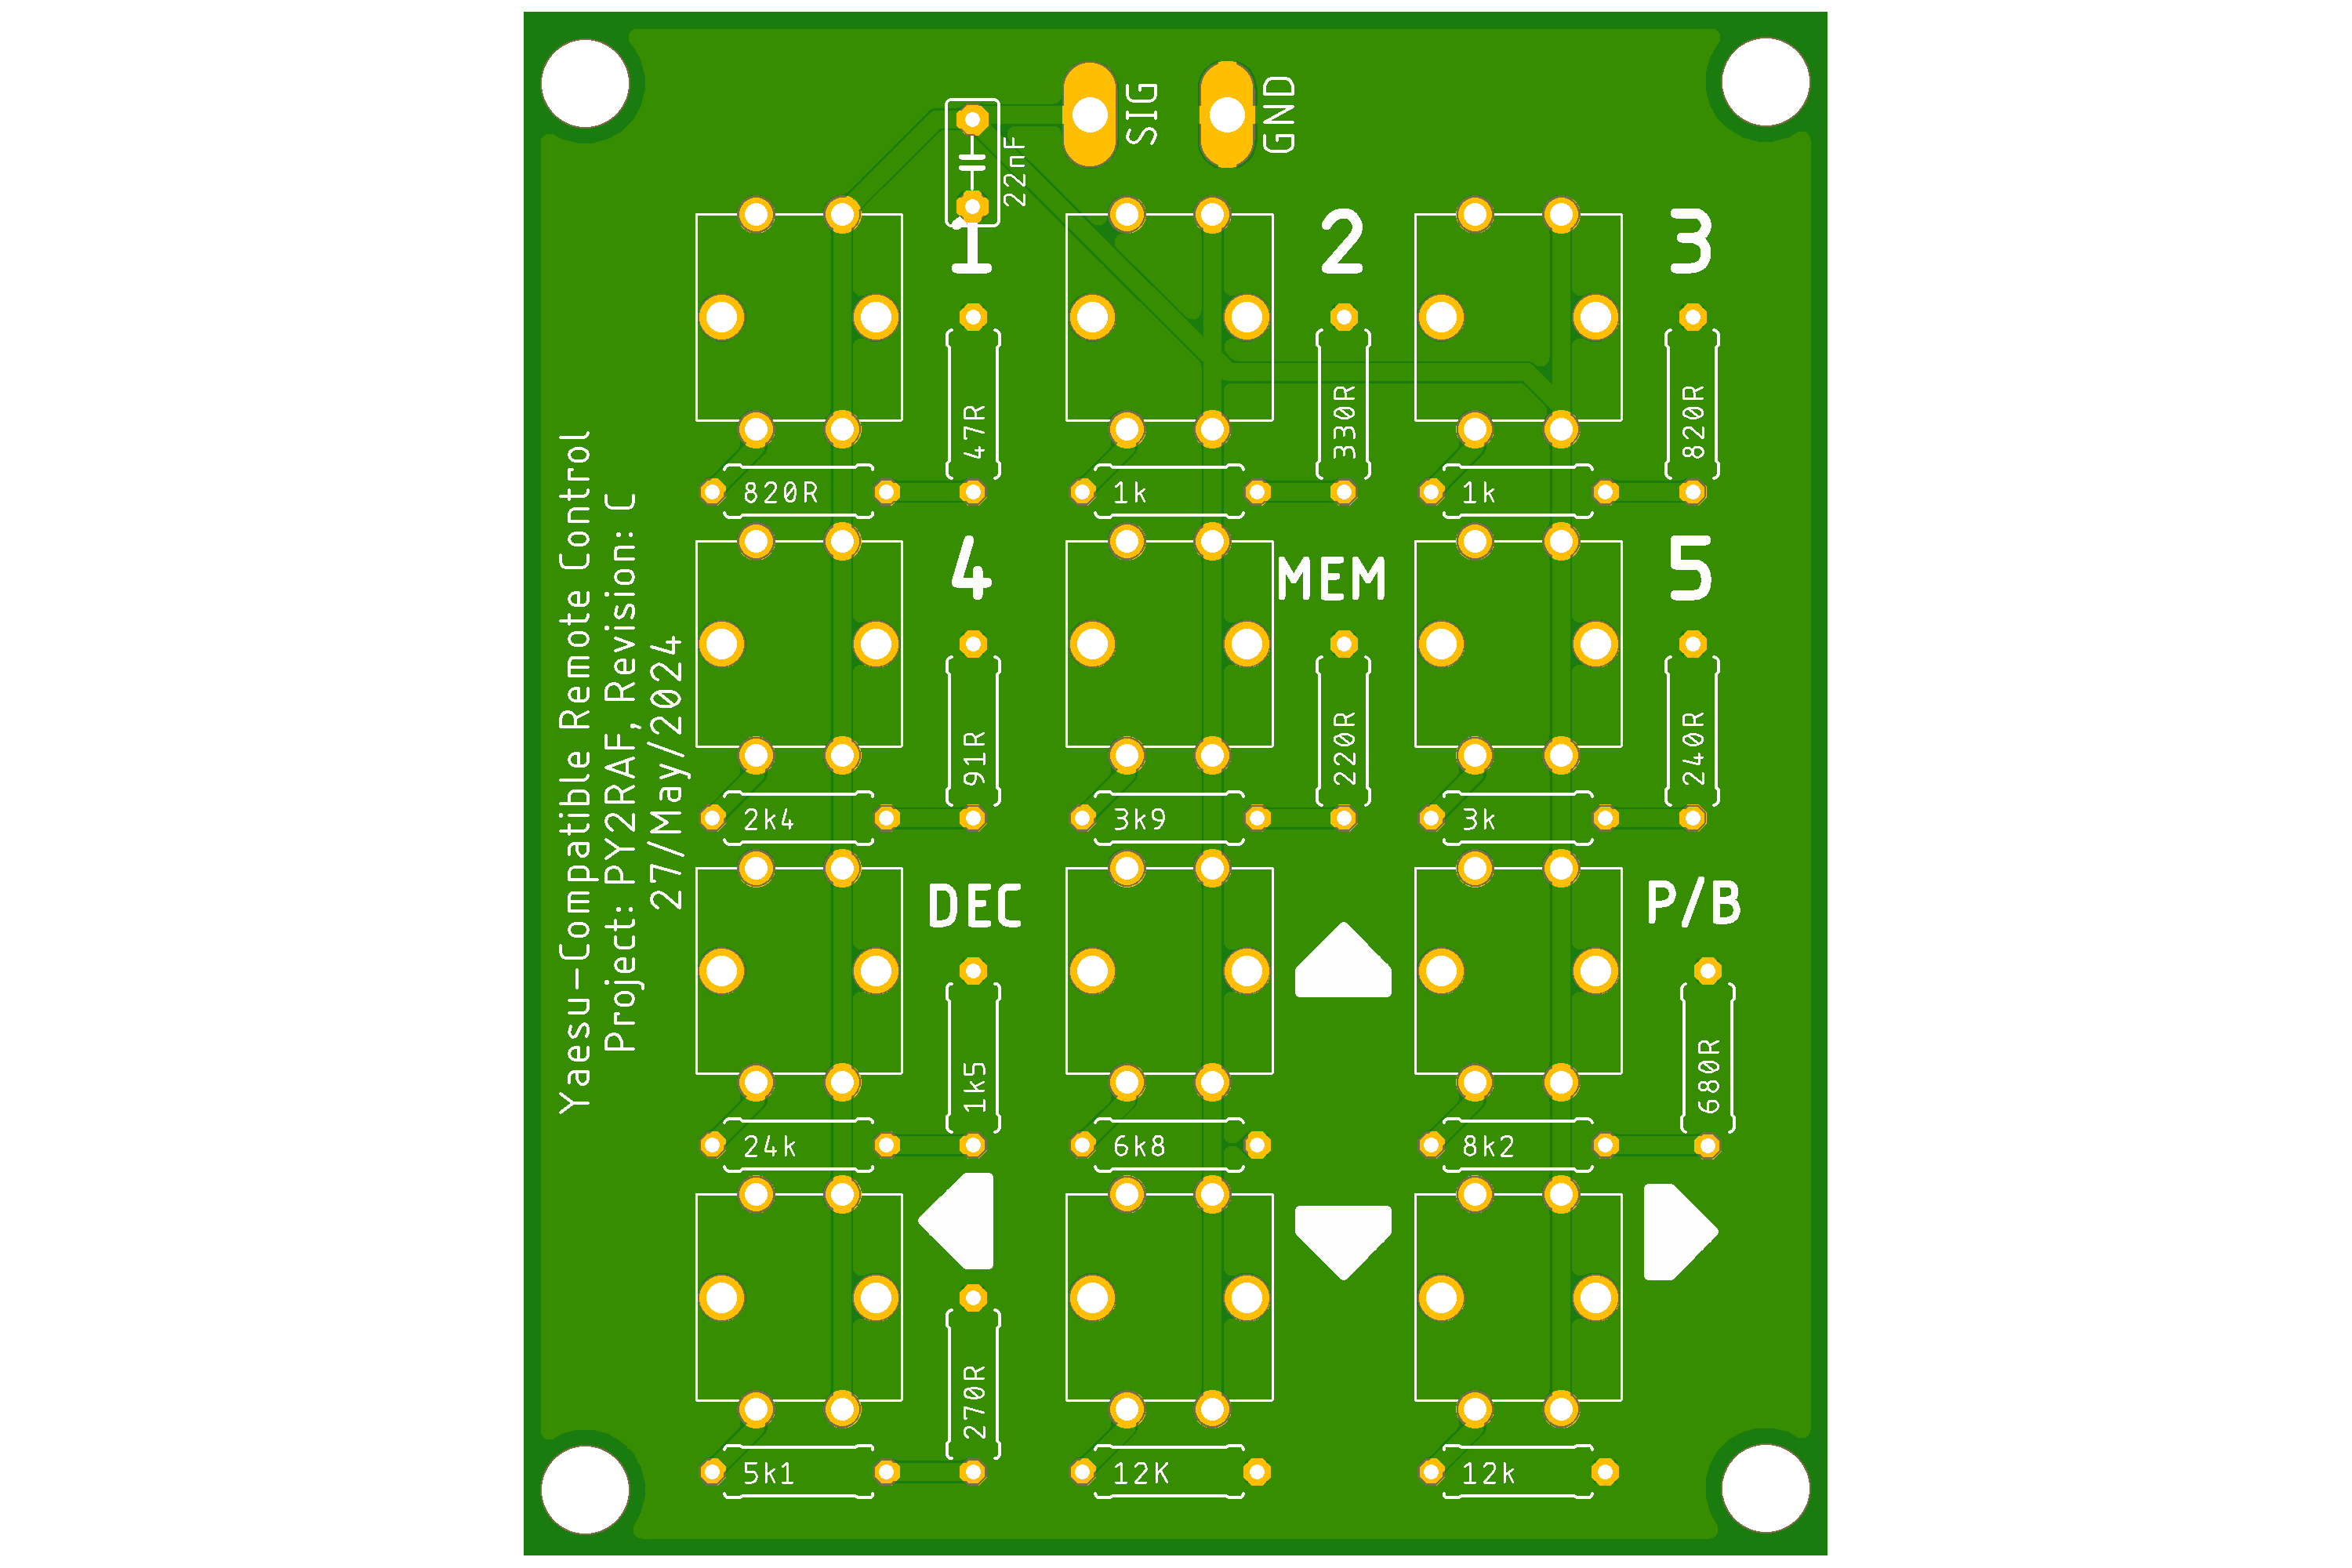 SIG
GND
22nF
1
2
3
47R
330R
820R
820R
1k
1k
4
MEM
5
91R
220R
240R
2k4
3k9
3k
DEC
P/B
1k5
680R
24k
6k8
8k2
270R
5k1
12K
12k
Yaesu-Compatible Remote Control
Project: PY2RAF, Revision: C
27/May/2024